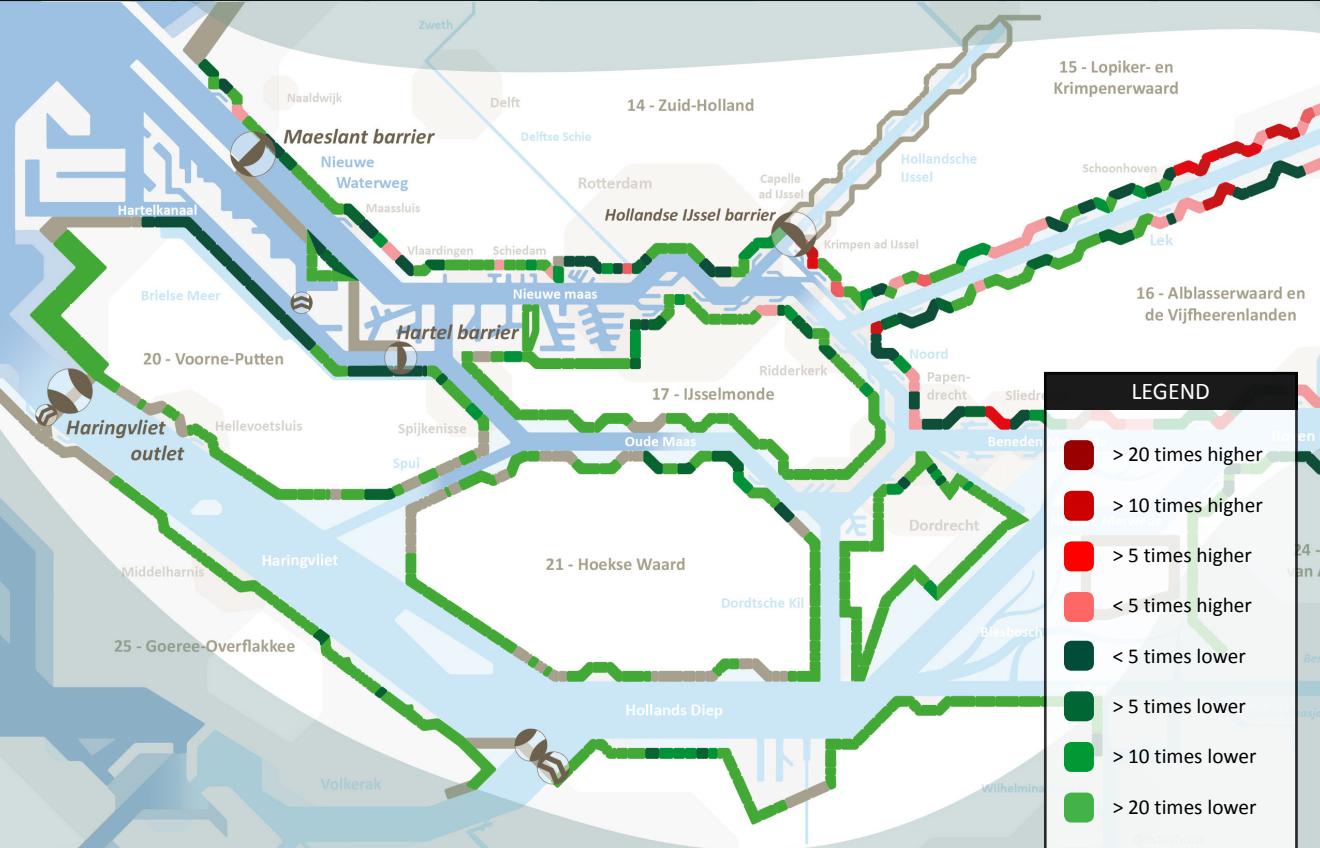 Zweth
15 - Lopiker- en
Krimpenerwaard
Naaldwijk
Delft
14 - Zuid-Holland
Maeslant barrier
Delftse Schie
Nieuwe
Waterweg
Hollandsche
IJssel
Schoonhoven
Rotterdam
Capelle
ad IJssel
Hartelkanaal
Maassluis
Hollandse IJssel barrier
Krimpen ad IJssel
Lek
Vlaardingen
Schiedam
Brielse Meer
Nieuwe maas
16 - Alblasserwaard en
de Vijfheerenlanden
Hartel barrier
20 - Voorne-Putten
Noord
Ridderkerk
Papen-
drecht
17 - IJsselmonde
Haringvliet
outlet
Hellevoetsluis
Spijkenisse
Oude Maas
Beneden
Spui
Dordrecht
Haringvliet
21 - Hoekse Waard
Middelharnis
Dordtsche Kil
Biesbosch
25 - Goeree-Overflakkee
Hollands Diep
Volkerak
LEGEND
> 20 times higher
> 10 times higher
> 5 times higher
< 5 times higher
< 5 times lower
> 5 times lower
> 10 times lower
> 20 times lower
Boven
24 -